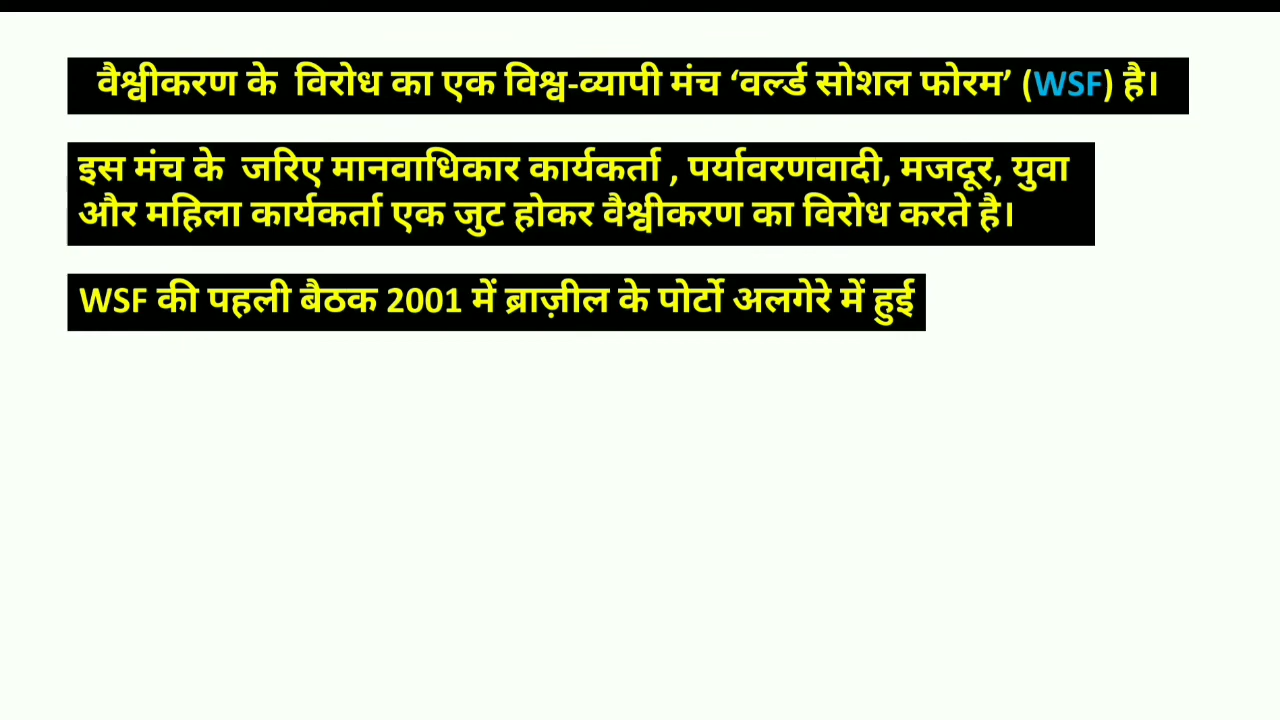 वैश्वीकरण के विरोध का एक विश्व-व्यापी मंच ‘वर्ल्ड सोशल फोरम’ (WSF) है।
इस मंच के जरिए मानवाधिकार कार्यकर्ता , पर्यावरणवादी, मजदूर, युवा
और महिला कार्यकर्ता एक जुट होकर वैश्वीकरण का विरोध करते है।
WSF की पहली बैठक 2001 में ब्राज़ील के पोर्टो अलगेरे में हुई